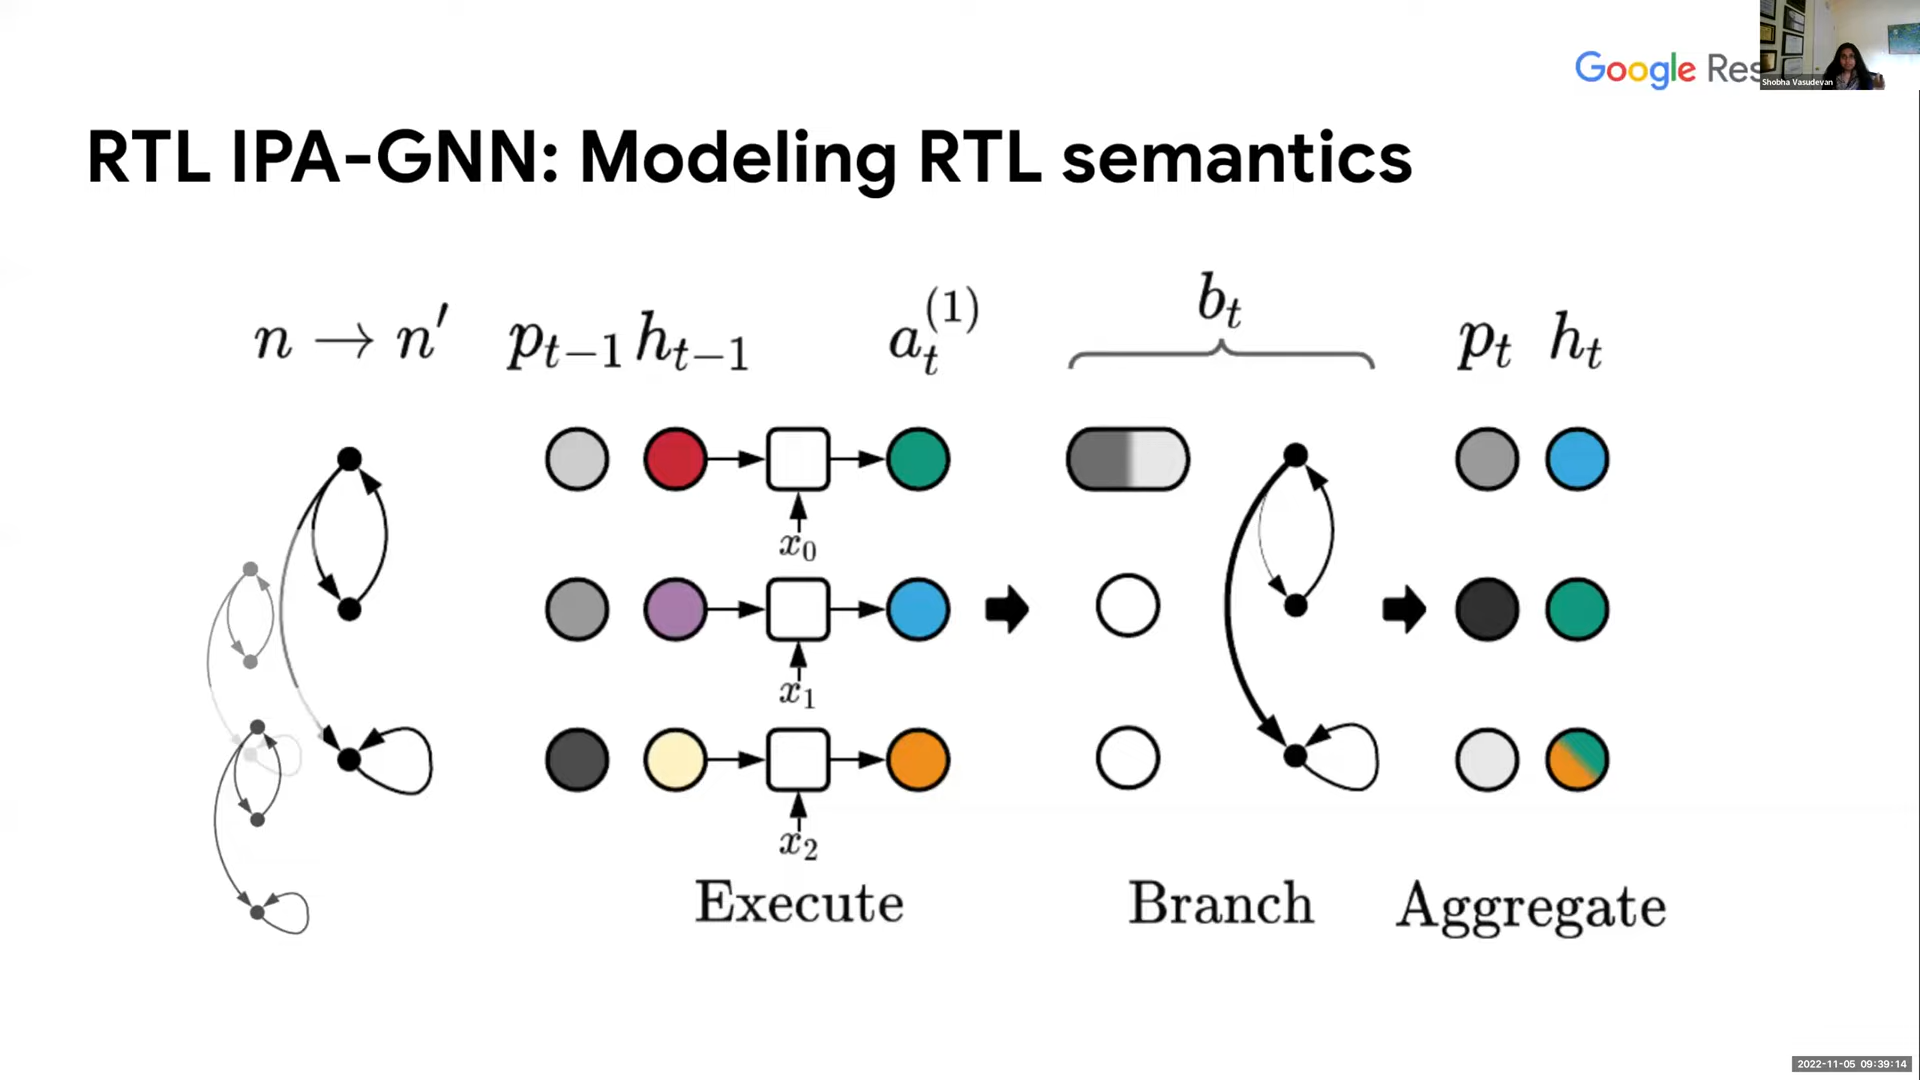 Google Res
Shobha Vasudevan
RTL IPA-GNN: Modeling RTL semantics
n → n′ p_{t−1} h_{t−1} a_t^{(1)} b_t p_t h_t
x_0
x_1
x_2
Execute Branch Aggregate
2022-11-05 09:39:14